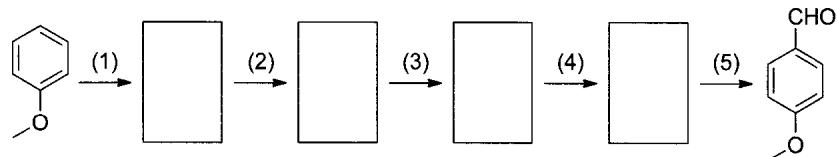 CHO
(1) (2) (3) (4) (5)
O
O